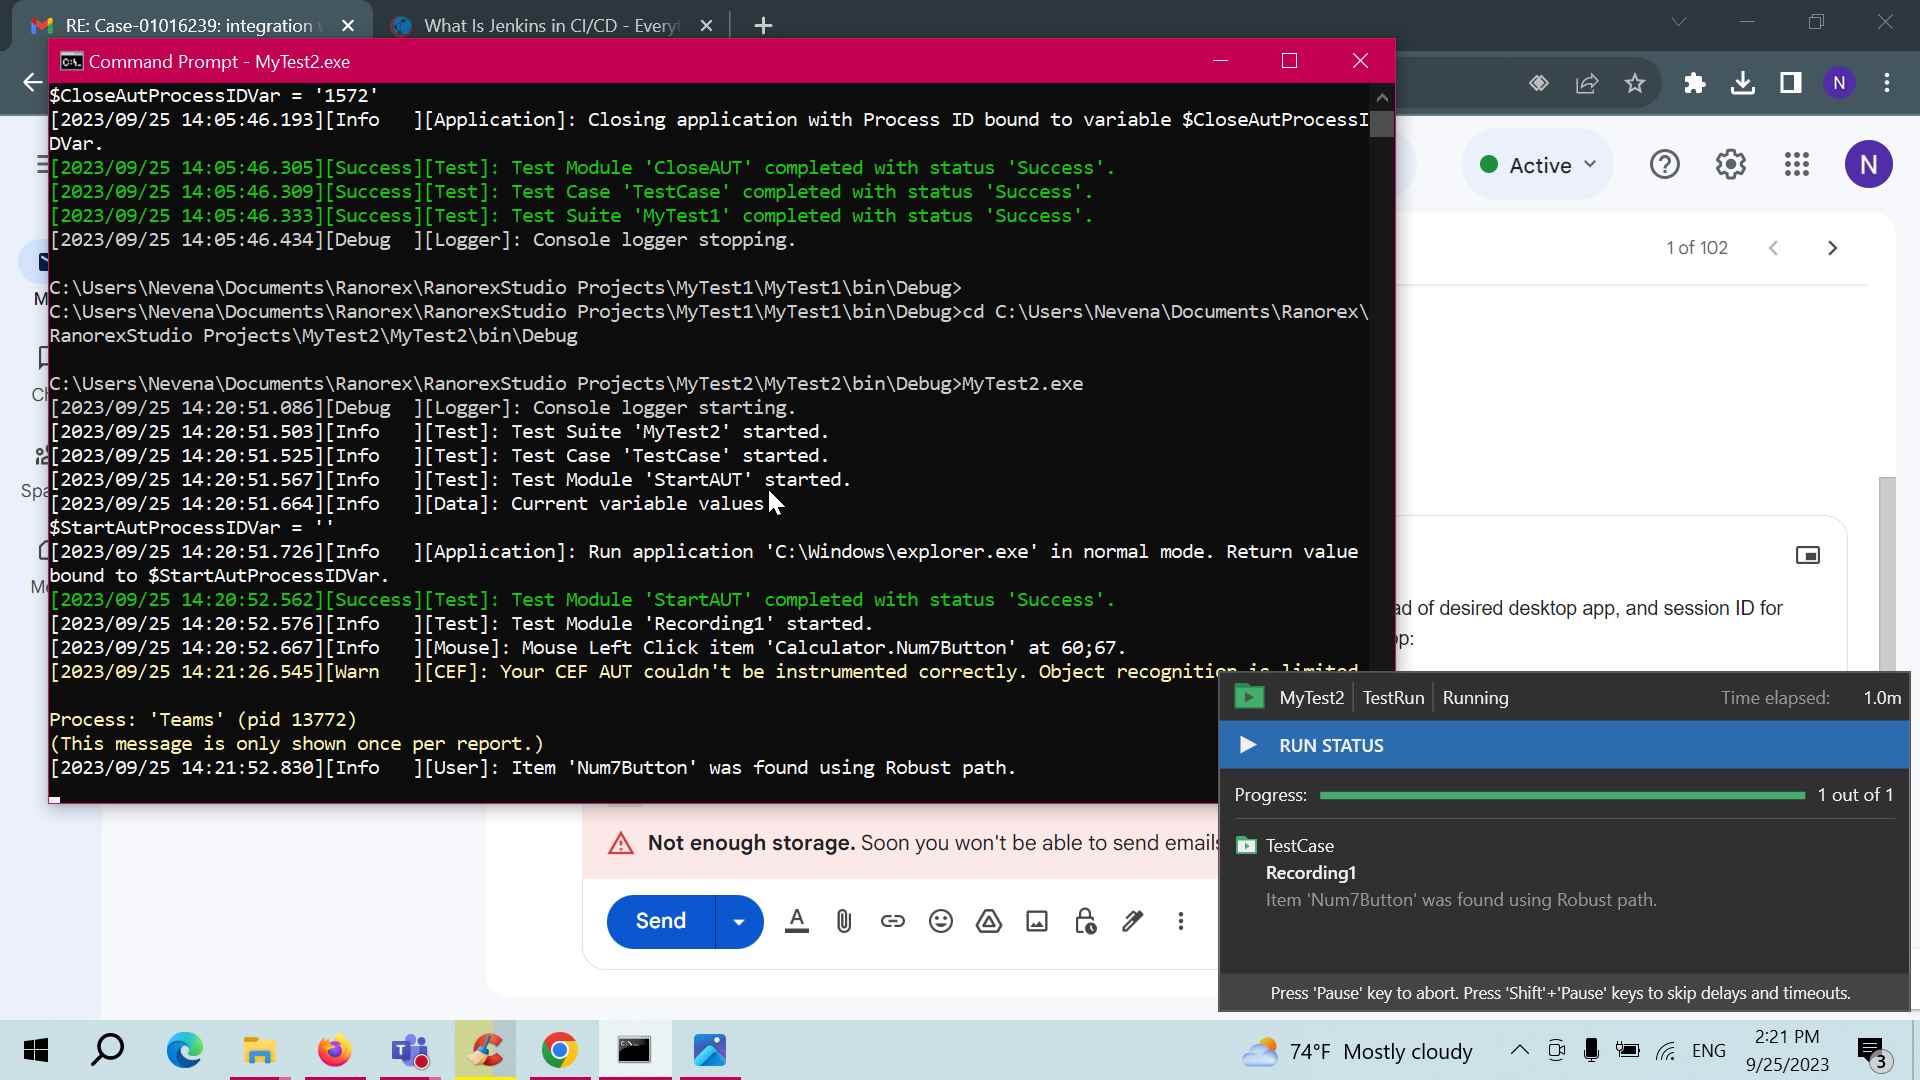 RE: Case-01016239: integration
What Is Jenkins in CI/CD - Every
Command Prompt - MyTest2.exe
$CloseAutProcessIDVar = '1572'
[2023/09/25 14:05:46.193][Info   ][Application]: Closing application with Process ID bound to variable $CloseAutProcessI
DVar.
[2023/09/25 14:05:46.305][Success][Test]: Test Module 'CloseAUT' completed with status 'Success'.
[2023/09/25 14:05:46.309][Success][Test]: Test Case 'TestCase' completed with status 'Success'.
[2023/09/25 14:05:46.333][Success][Test]: Test Suite 'MyTest1' completed with status 'Success'.
[2023/09/25 14:05:46.434][Debug  ][Logger]: Console logger stopping.
C:\Users\Nevena\Documents\Ranorex\RanorexStudio Projects\MyTest1\MyTest1\bin\Debug>
C:\Users\Nevena\Documents\Ranorex\RanorexStudio Projects\MyTest1\MyTest1\bin\Debug>cd C:\Users\Nevena\Documents\Ranorex\
RanorexStudio Projects\MyTest2\MyTest2\bin\Debug
C:\Users\Nevena\Documents\Ranorex\RanorexStudio Projects\MyTest2\MyTest2\bin\Debug>MyTest2.exe
[2023/09/25 14:20:51.086][Debug  ][Logger]: Console logger starting.
[2023/09/25 14:20:51.503][Info   ][Test]: Test Suite 'MyTest2' started.
[2023/09/25 14:20:51.525][Info   ][Test]: Test Case 'TestCase' started.
[2023/09/25 14:20:51.567][Info   ][Test]: Test Module 'StartAUT' started.
[2023/09/25 14:20:51.664][Info   ][Data]: Current variable values
$StartAutProcessIDVar = ''
[2023/09/25 14:20:51.726][Info   ][Application]: Run application 'C:\Windows\explorer.exe' in normal mode. Return value
bound to $StartAutProcessIDVar.
[2023/09/25 14:20:52.562][Success][Test]: Test Module 'StartAUT' completed with status 'Success'.
[2023/09/25 14:20:52.576][Info   ][Test]: Test Module 'Recording1' started.
[2023/09/25 14:20:52.667][Info   ][Mouse]: Mouse Left Click item 'Calculator.Num7Button' at 60;67.
[2023/09/25 14:21:26.545][Warn   ][CEF]: Your CEF AUT couldn't be instrumented correctly. Object recognition is limited
Process: 'Teams' (pid 13772)
(This message is only shown once per report.)
[2023/09/25 14:21:52.830][Info   ][User]: Item 'Num7Button' was found using Robust path.
N
Active
N
1 of 102
ad of desired desktop app, and session ID for
pp:
MyTest2 TestRun Running Time elapsed: 1.0m
RUN STATUS
Progress: 1 out of 1
TestCase
Recording1
Item 'Num7Button' was found using Robust path.
Press 'Pause' key to abort. Press 'Shift'+'Pause' keys to skip delays and timeouts.
Not enough storage. Soon you won't be able to send emails
Send
74°F Mostly cloudy
ENG
2:21 PM
9/25/2023
3